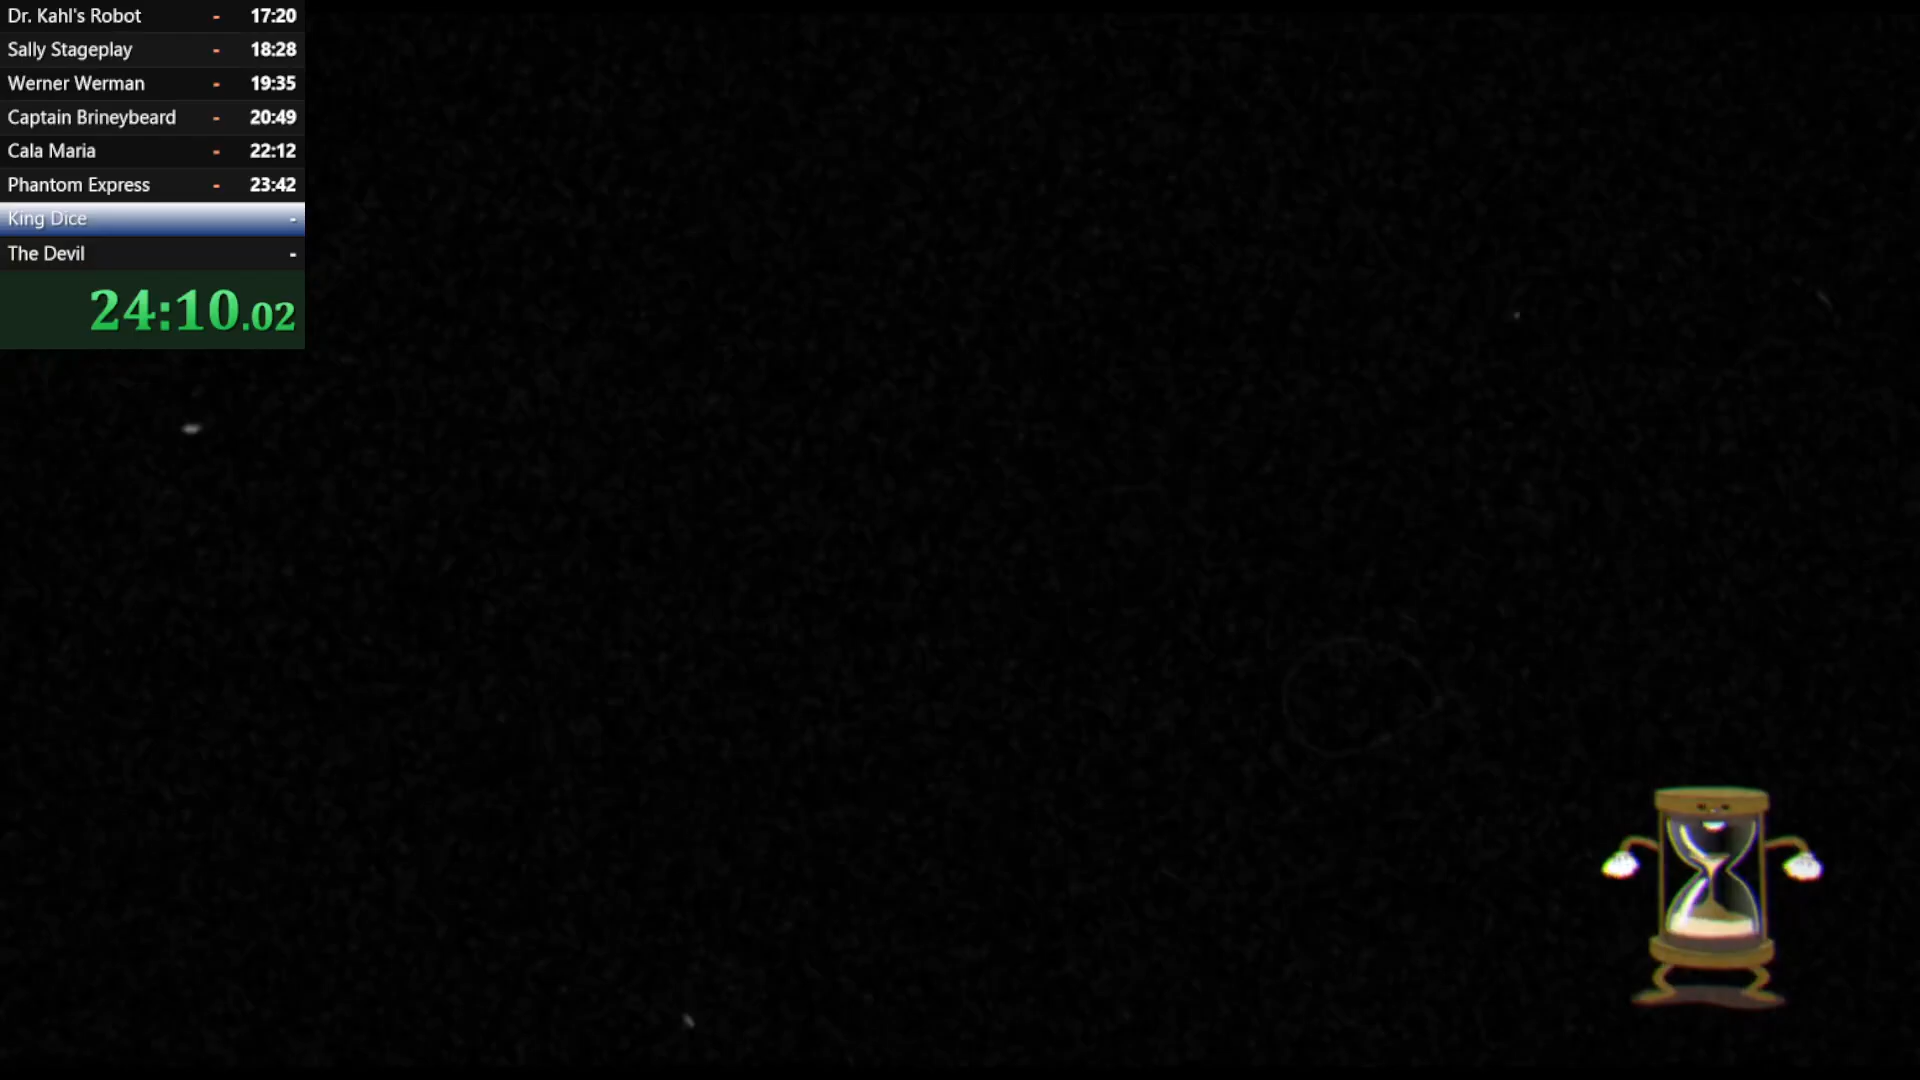 Dr. Kahl's Robot - 17:20
Sally Stageplay - 18:28
Werner Werman - 19:35
Captain Brineybeard - 20:49
Cala Maria - 22:12
Phantom Express - 23:42
King Dice -
The Devil -
24:10.02